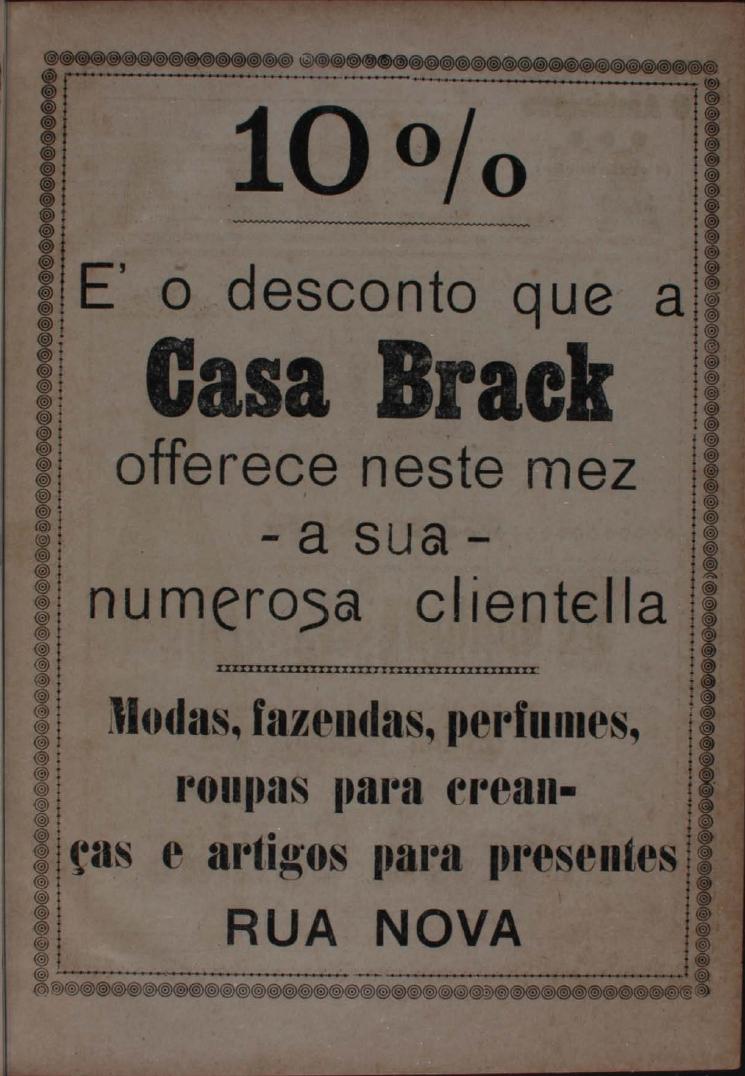 10 %
E' o desconto que a
Casa Brack
offerece neste mez
- a sua -
numerosa clientella
Modas, fazendas, perfumes,
roupas para crean-
ças e artigos para presentes
RUA NOVA